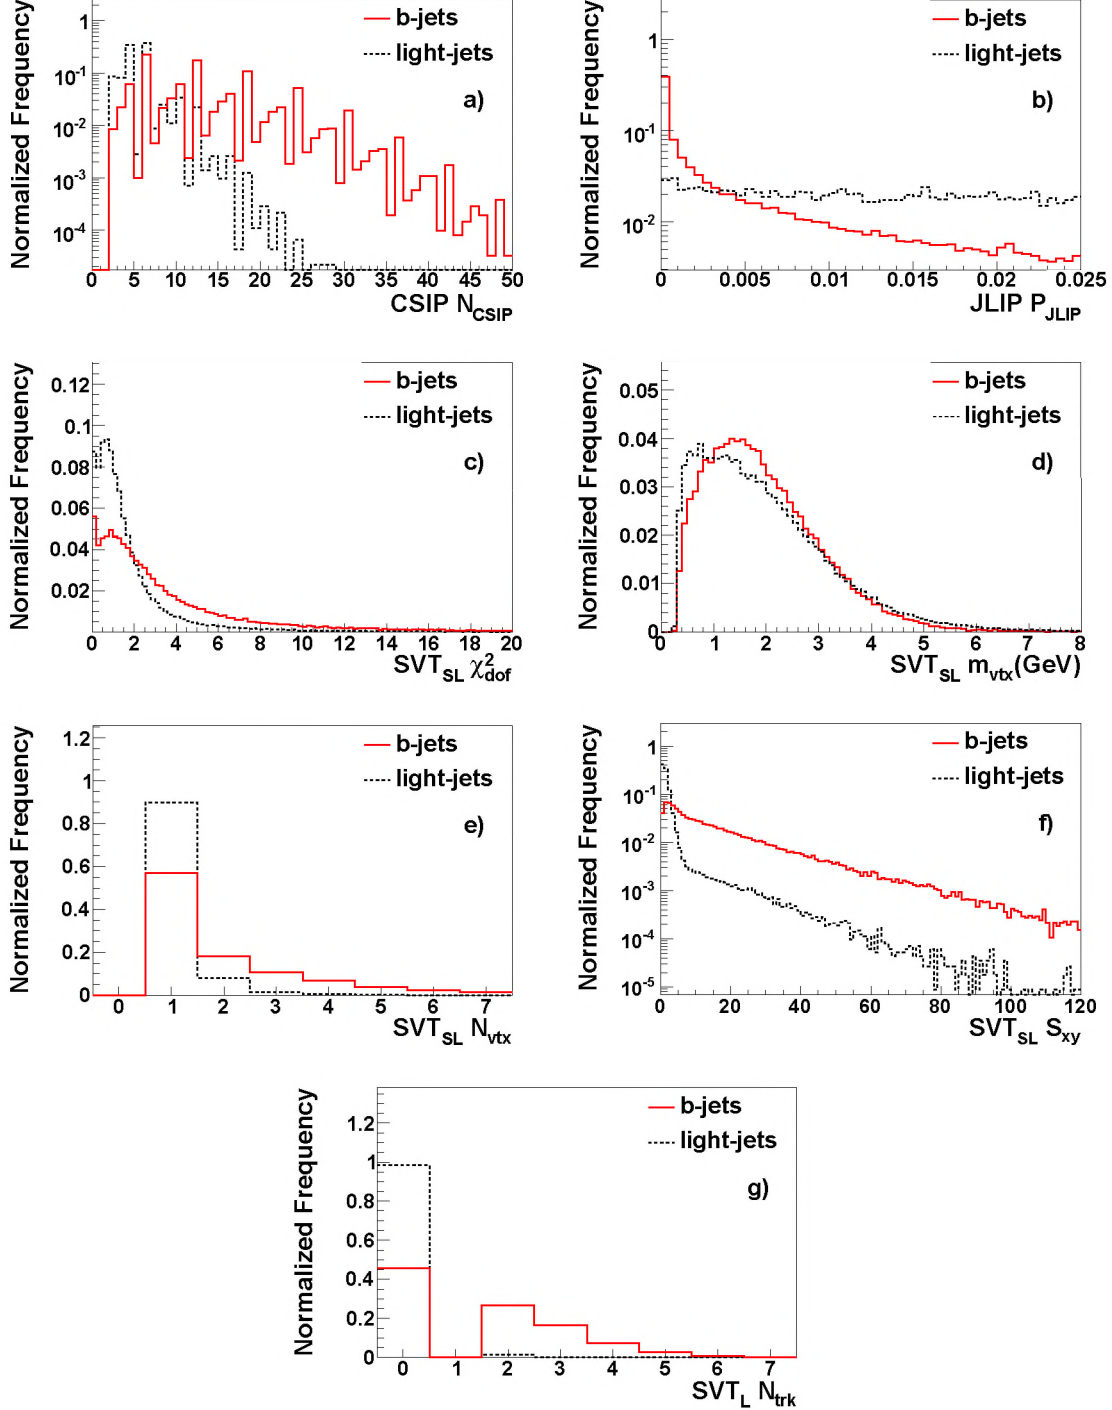 Normalized Frequency
1
10⁻¹
10⁻²
10⁻³
10⁻⁴
b-jets
light-jets
a)
0 5 10 15 20 25 30 35 40 45 50
CSIP N_CSIP
Normalized Frequency
1
10⁻¹
10⁻²
b-jets
light-jets
b)
0 0.005 0.01 0.015 0.02 0.025
JLIP P_JLIP
Normalized Frequency
0.12
0.1
0.08
0.06
0.04
0.02
b-jets
light-jets
c)
0 2 4 6 8 10 12 14 16 18 20
SVT_SL χ²_dof
Normalized Frequency
0.05
0.04
0.03
0.02
0.01
0
b-jets
light-jets
d)
0 1 2 3 4 5 6 7 8
SVT_SL m_vtx(GeV)
Normalized Frequency
1.2
1
0.8
0.6
0.4
0.2
0
b-jets
light-jets
e)
0 1 2 3 4 5 6 7
SVT_SL N_vtx
Normalized Frequency
1
10⁻¹
10⁻²
10⁻³
10⁻⁴
10⁻⁵
b-jets
light-jets
f)
0 20 40 60 80 100 120
SVT_SL S_xy
Normalized Frequency
1.2
1
0.8
0.6
0.4
0.2
0
b-jets
light-jets
g)
0 1 2 3 4 5 6 7
SVT_L N_trk